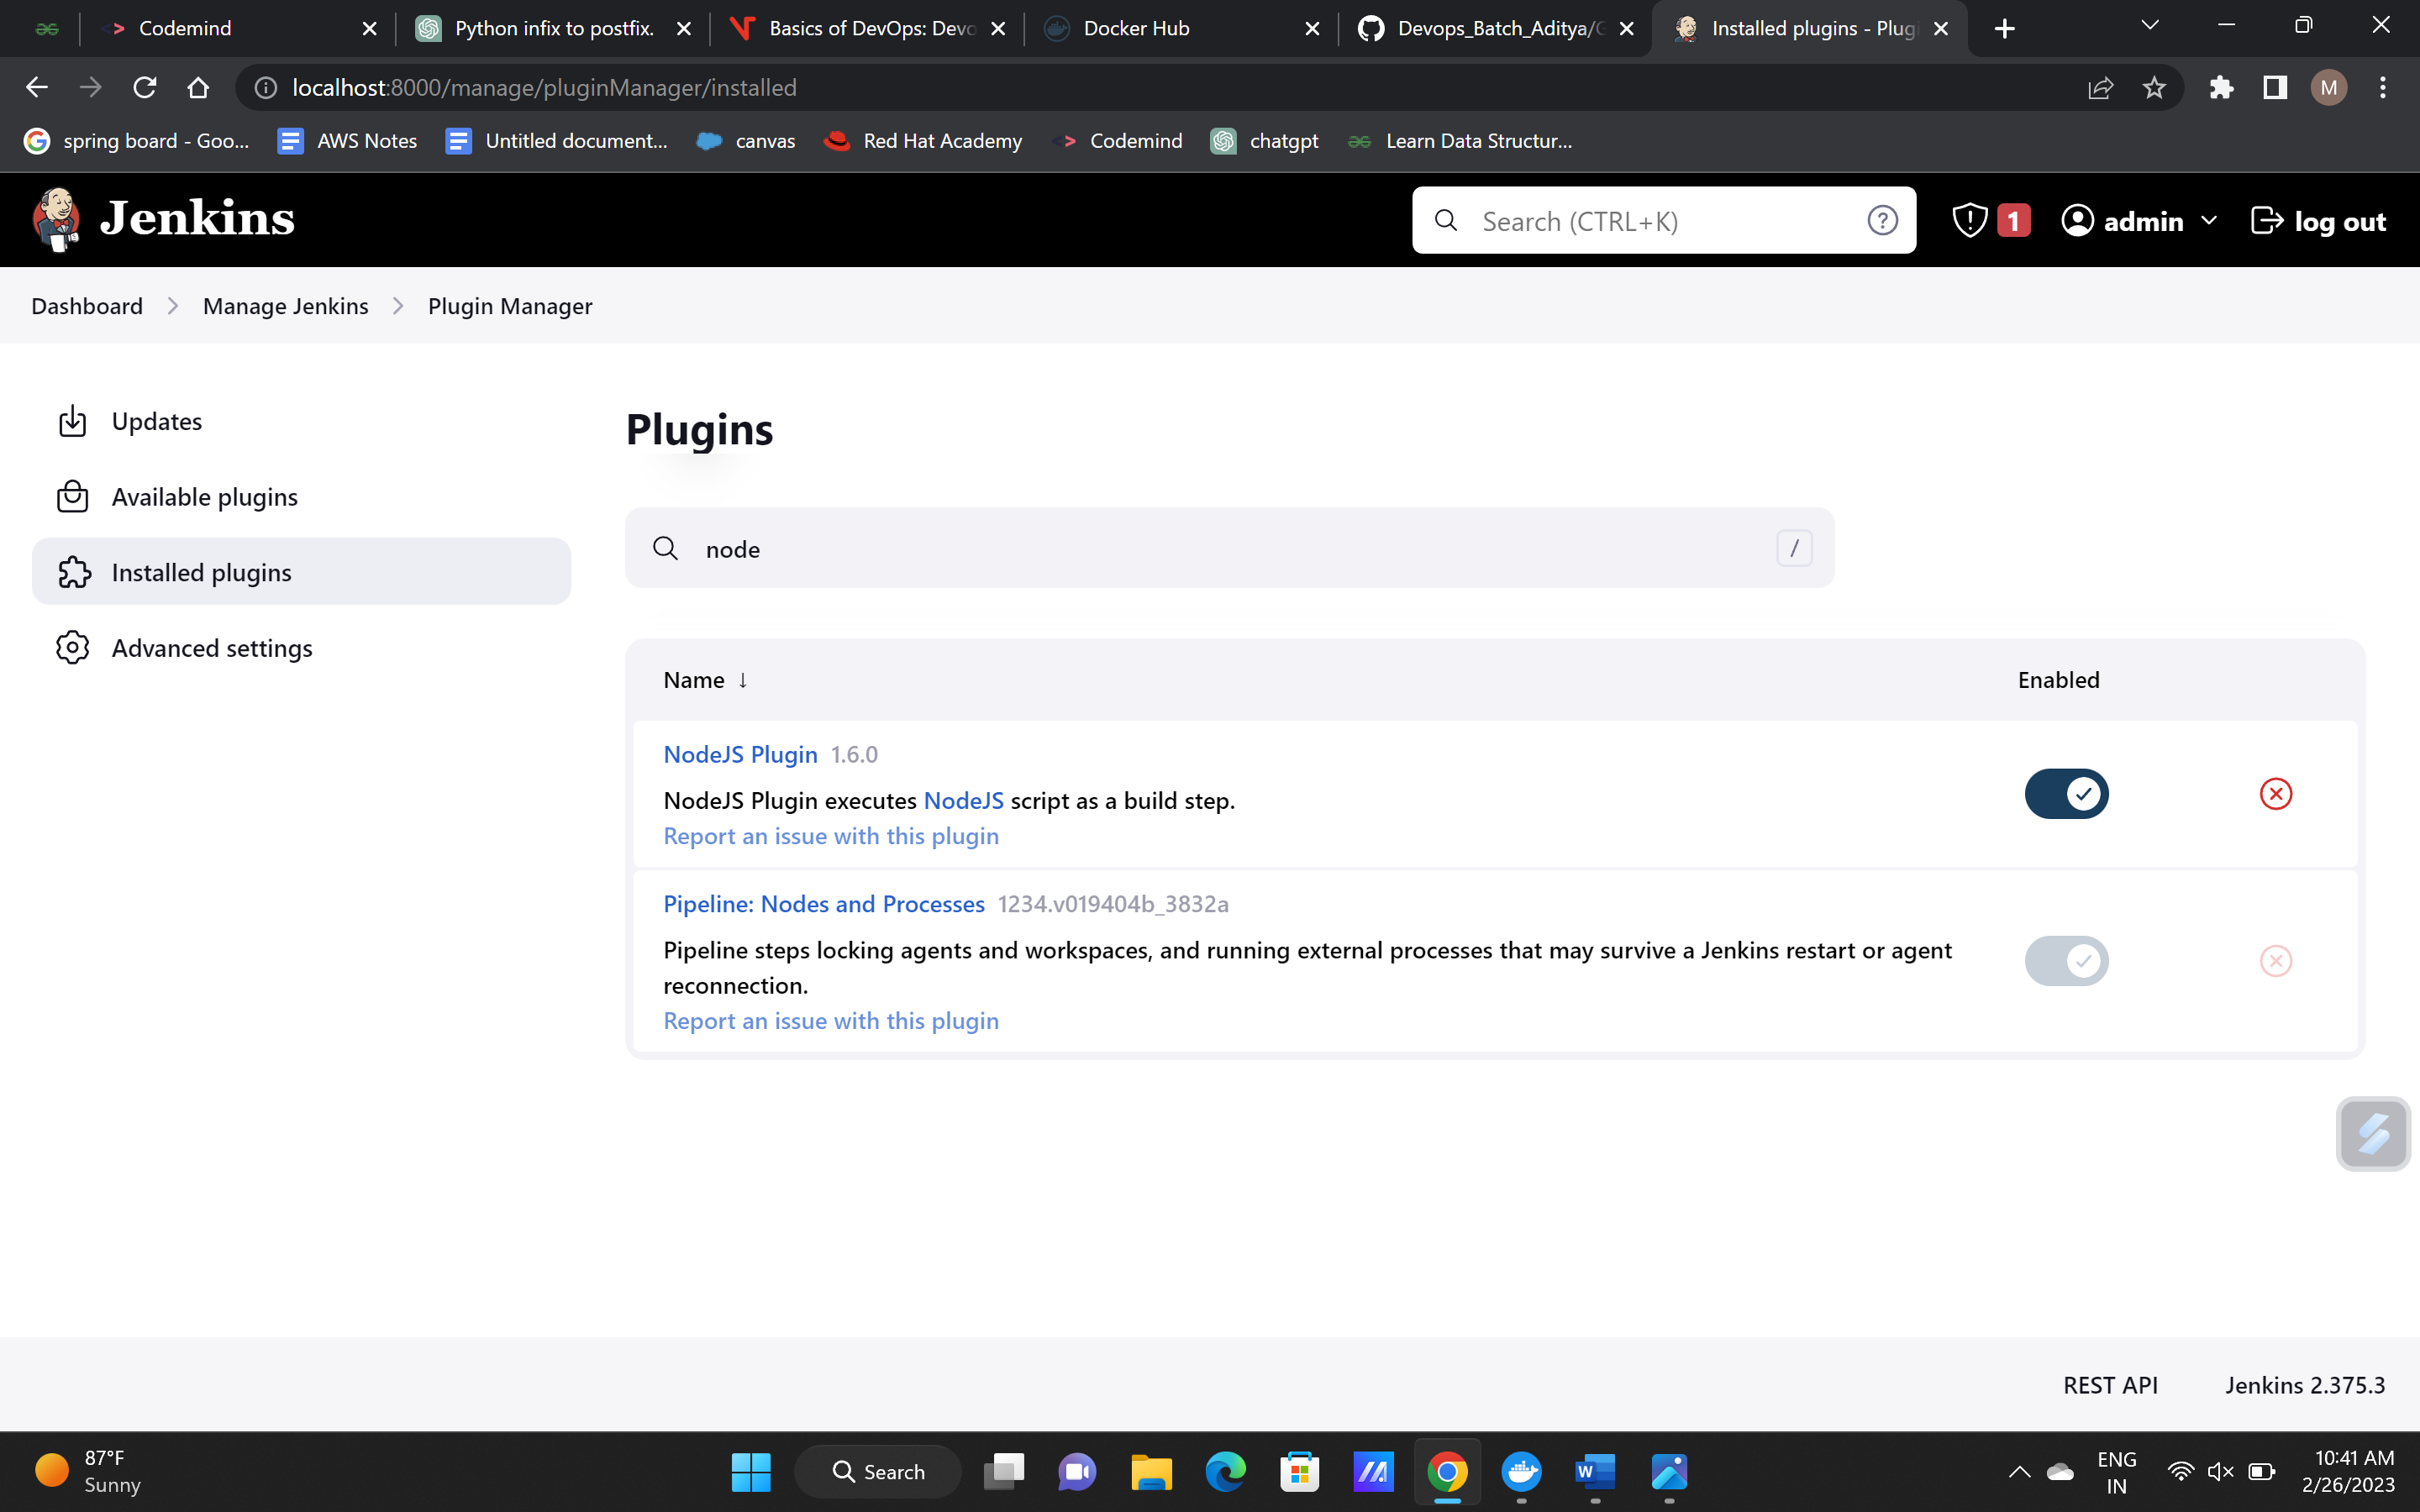 Codemind
Python infix to postfix.
Basics of DevOps: Devo
Docker Hub
Devops_Batch_Aditya/G
Installed plugins - Plugi
localhost:8000/manage/pluginManager/installed
M
spring board - Goo...
AWS Notes
Untitled document...
canvas
Red Hat Academy
Codemind
chatgpt
Learn Data Structur...
Jenkins
Search (CTRL+K)
1
admin
log out
Dashboard
Manage Jenkins
Plugin Manager
Updates
Available plugins
Installed plugins
Advanced settings
Plugins
node
/
Name ↓
Enabled
NodeJS Plugin 1.6.0
NodeJS Plugin executes NodeJS script as a build step.
Report an issue with this plugin
Pipeline: Nodes and Processes 1234.v019404b_3832a
Pipeline steps locking agents and workspaces, and running external processes that may survive a Jenkins restart or agent
reconnection.
Report an issue with this plugin
REST API
Jenkins 2.375.3
87°F
Sunny
Search
ENG
IN
10:41 AM
2/26/2023